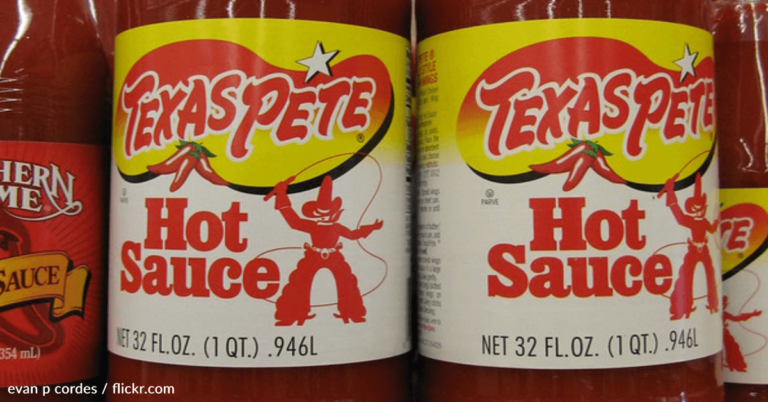 HERN
ME
SAUCE
354 mL)
TEXAS PETE
®
Hot
Sauce
NET 32 FL.OZ. (1 QT.) .946L
TEXAS PETE
PARVE
Hot
Sauce
NET 32 FL.OZ. (1 QT.) .946L
TE
evan p cordes / flickr.com